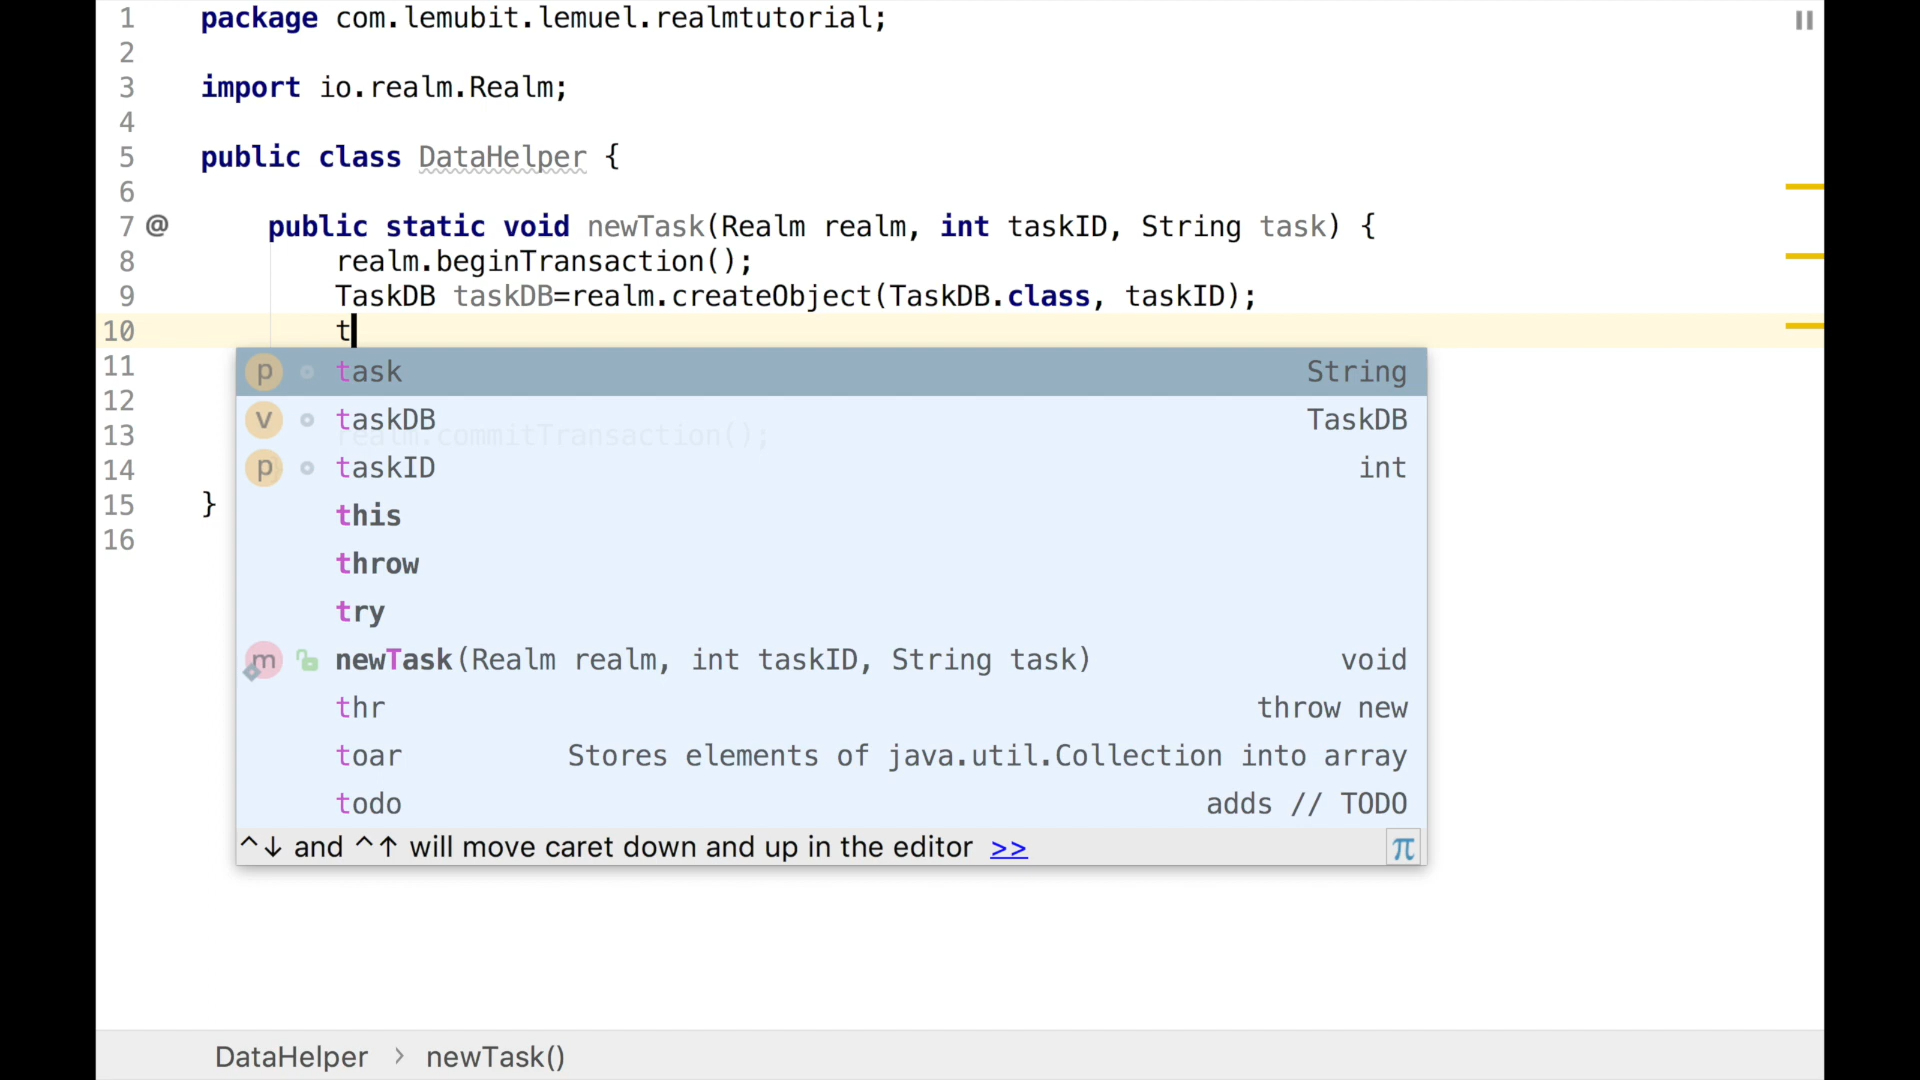 1 package com.lemubit.lemuel.realmtutorial;
2
3 import io.realm.Realm;
4
5 public class DataHelper {
6
7 @ public static void newTask(Realm realm, int taskID, String task) {
8 realm.beginTransaction();
9 TaskDB taskDB=realm.createObject(TaskDB.class, taskID);
10 t
11
12
13 realm.commitTransaction();
14
15 }
16
p task String
v taskDB TaskDB
p taskID int
this
throw
try
m newTask(Realm realm, int taskID, String task) void
thr throw new
toar Stores elements of java.util.Collection into array
todo adds // TODO
^↓ and ^↑ will move caret down and up in the editor >> π
DataHelper › newTask()